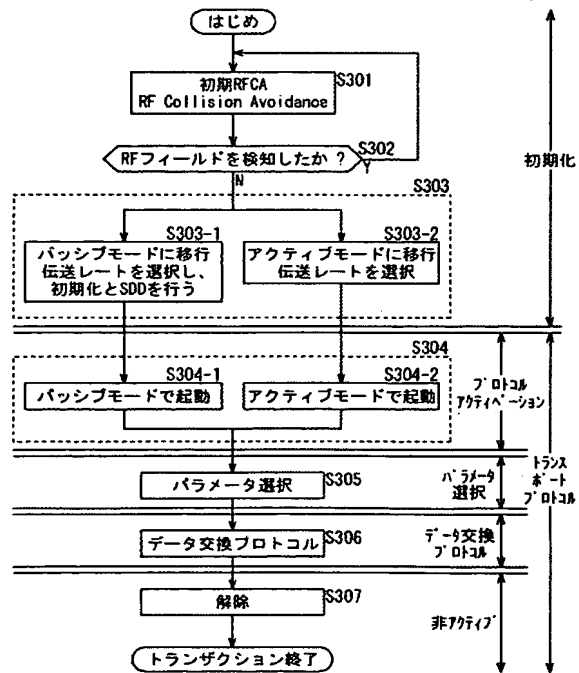 はじめ
S301
初期RFCA
RF Collision Avoidance
S302
RFフィールドを検知したか ?
Y
N
初期化
S303
S303-1
パッシブモードに移行
伝送レートを選択し、
初期化とSDDを行う
S303-2
アクティブモードに移行
伝送レートを選択
S304
S304-1
パッシブモードで起動
S304-2
アクティブモードで起動
プロトコル
アクティベーション
パラメータ選択
S305
パラメータ
選択
トランス
ポート
プロトコル
データ交換プロトコル
S306
データ交換
プロトコル
解除
S307
非アクティブ
トランザクション終了